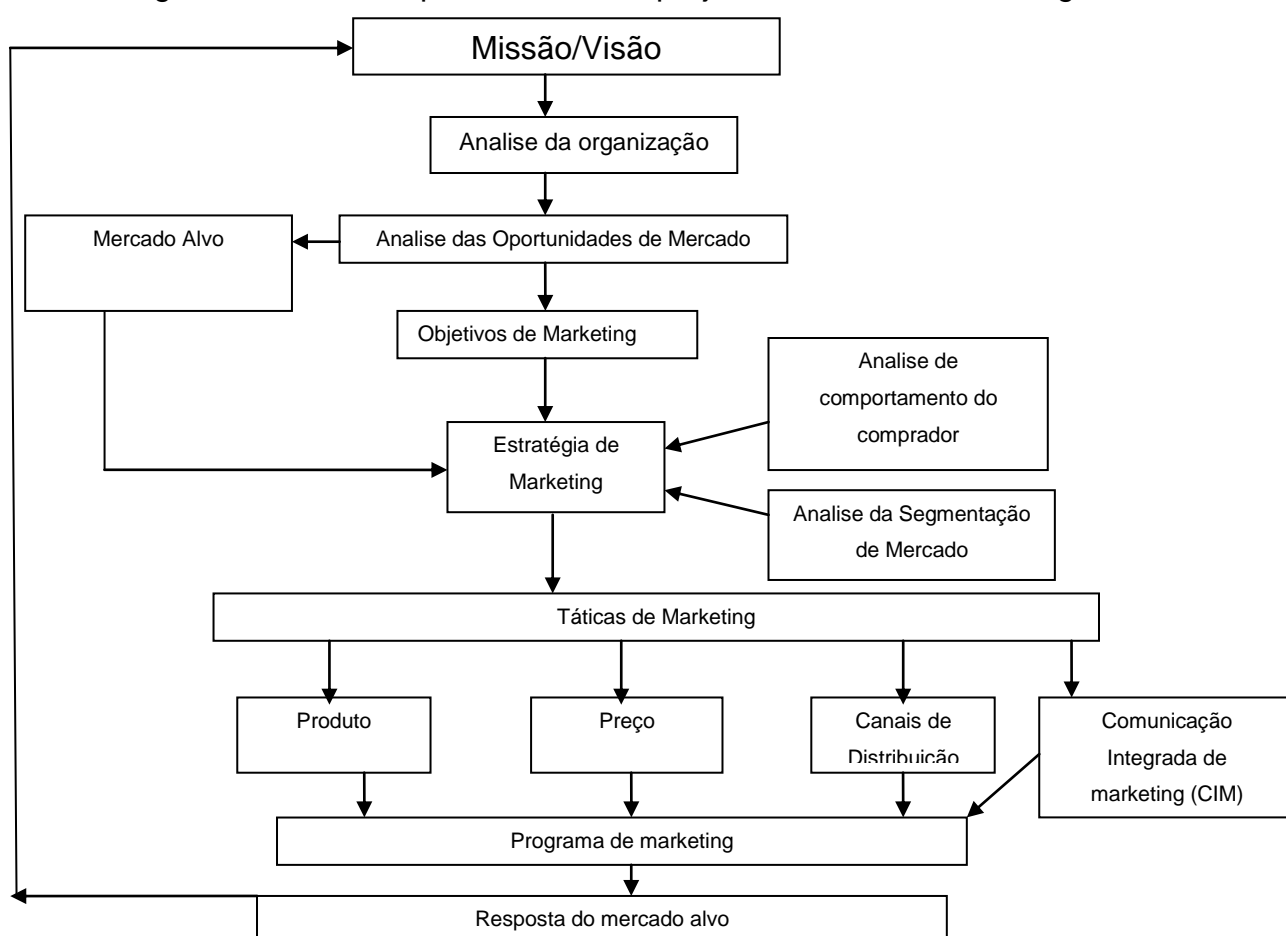 Missão/Visão
Analise da organização
Mercado Alvo
Analise das Oportunidades de Mercado
Objetivos de Marketing
Analise de
comportamento do
comprador
Estratégia de
Marketing
Analise da Segmentação
de Mercado
Táticas de Marketing
Produto
Preço
Canais de
Distribuição
Comunicação
Integrada de
marketing (CIM)
Programa de marketing
Resposta do mercado alvo